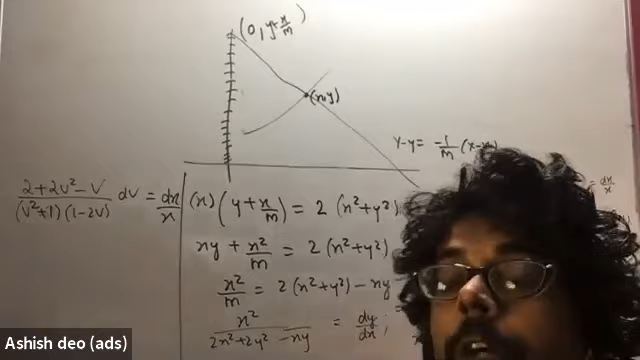 (0, y+x/m)
(x,y)
Y-y = -1/m (X-x)
(2+2v²-v)/((v²+1)(1-2v)) dv = dx/x
(x) (y+x/m) = 2 (x²+y²)
dx/x
xy + x²/m = 2 (x²+y²)
x²/m = 2(x²+y²) - xy
x²/(2x²+2y²-xy) = dy/dx ;
Ashish deo (ads)